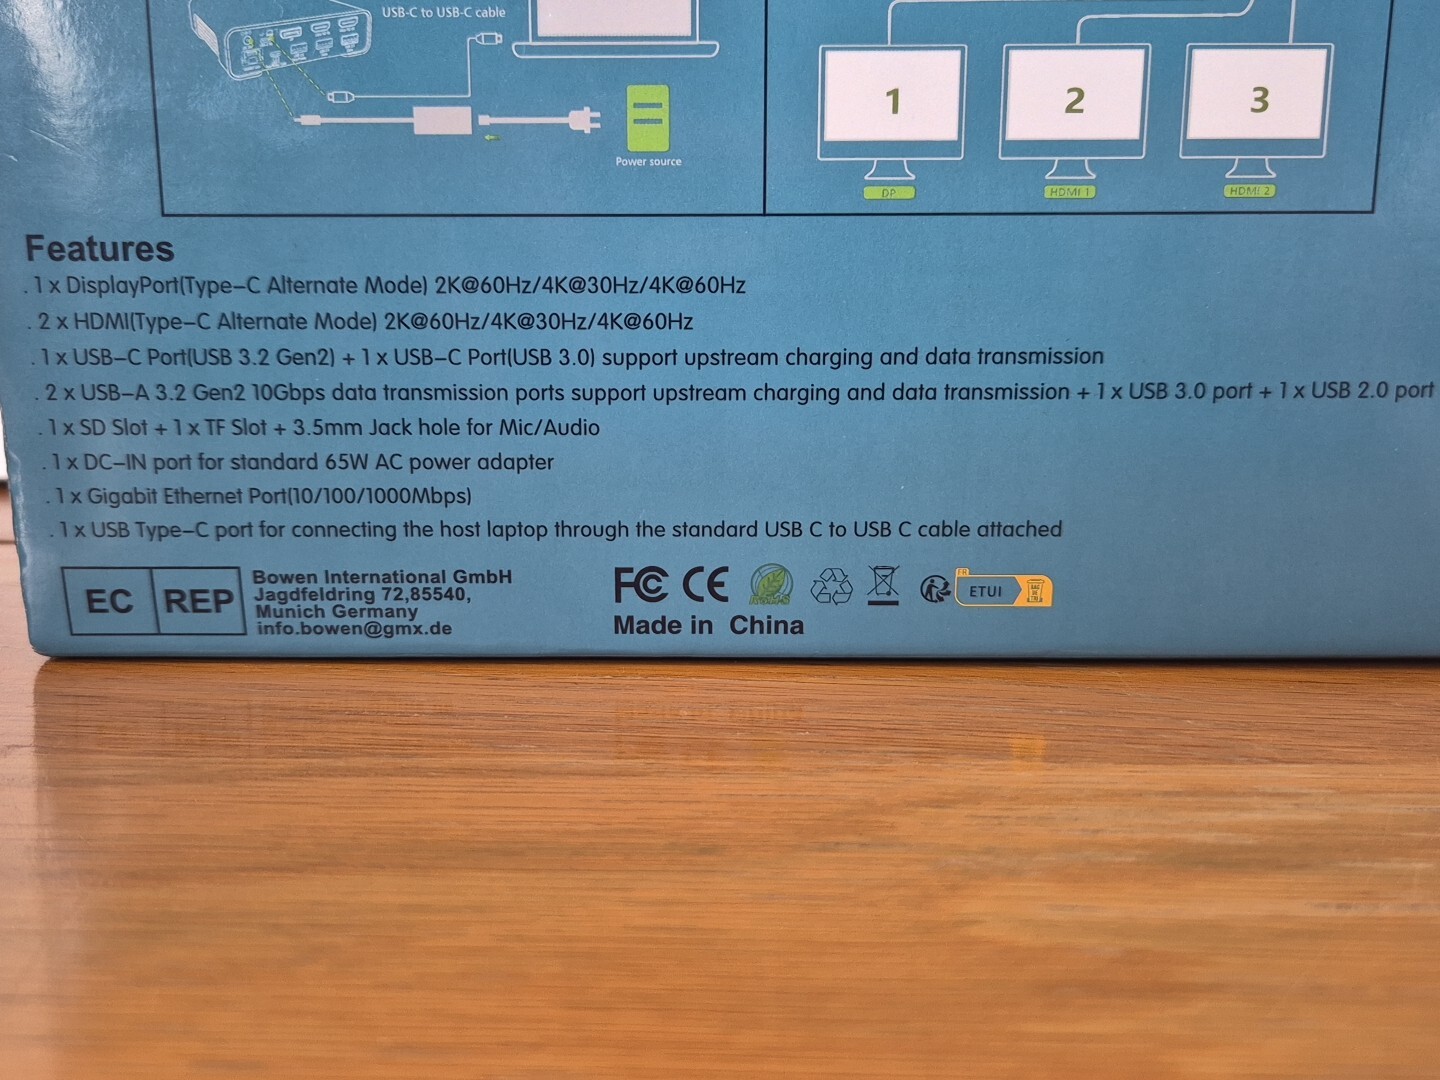 USB-C to USB-C cable
Power source
1
2
3
DP
HDMI 1
HDMI 2
Features
. 1 x DisplayPort(Type-C Alternate Mode) 2K@60Hz/4K@30Hz/4K@60Hz
. 2 x HDMI(Type-C Alternate Mode) 2K@60Hz/4K@30Hz/4K@60Hz
. 1 x USB-C Port(USB 3.2 Gen2) + 1 x USB-C Port(USB 3.0) support upstream charging and data transmission
. 2 x USB-A 3.2 Gen2 10Gbps data transmission ports support upstream charging and data transmission + 1 x USB 3.0 port + 1 x USB 2.0 port
. 1 x SD Slot + 1 x TF Slot + 3.5mm Jack hole for Mic/Audio
. 1 x DC-IN port for standard 65W AC power adapter
. 1 x Gigabit Ethernet Port(10/100/1000Mbps)
. 1 x USB Type-C port for connecting the host laptop through the standard USB C to USB C cable attached
EC REP
Bowen International GmbH
Jagdfeldring 72,85540,
Munich Germany
info.bowen@gmx.de
FC CE
RoHS
FR
ETUI
BAC
DE
TRI
Made in China